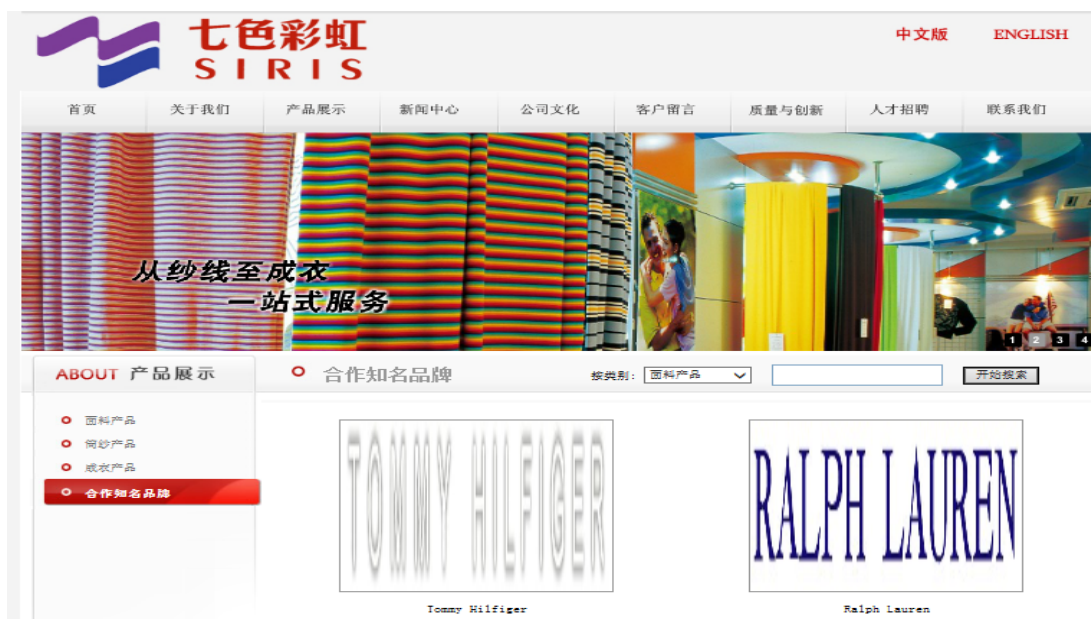 七色彩虹
SIRIS
中文版 ENGLISH
首页 关于我们 产品展示 新闻中心 公司文化 客户留言 质量与创新 人才招聘 联系我们
从纱线至成衣
一站式服务
1 2 3 4
ABOUT 产品展示
合作知名品牌
按类别: 面料产品 开始搜索
面料产品
筒纱产品
成衣产品
合作知名品牌
TOMMY HILFIGER
RALPH LAUREN
Tommy Hilfiger
Ralph Lauren